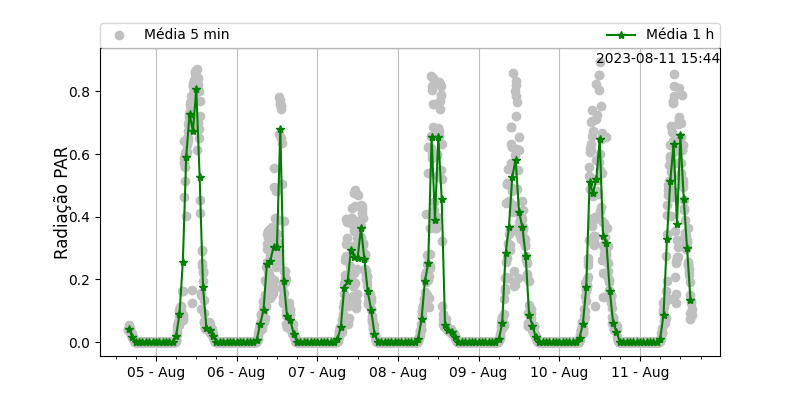 Média 5 min
Média 1 h
2023-08-11 15:44
Radiação PAR
0.8
0.6
0.4
0.2
0.0
05 - Aug
06 - Aug
07 - Aug
08 - Aug
09 - Aug
10 - Aug
11 - Aug